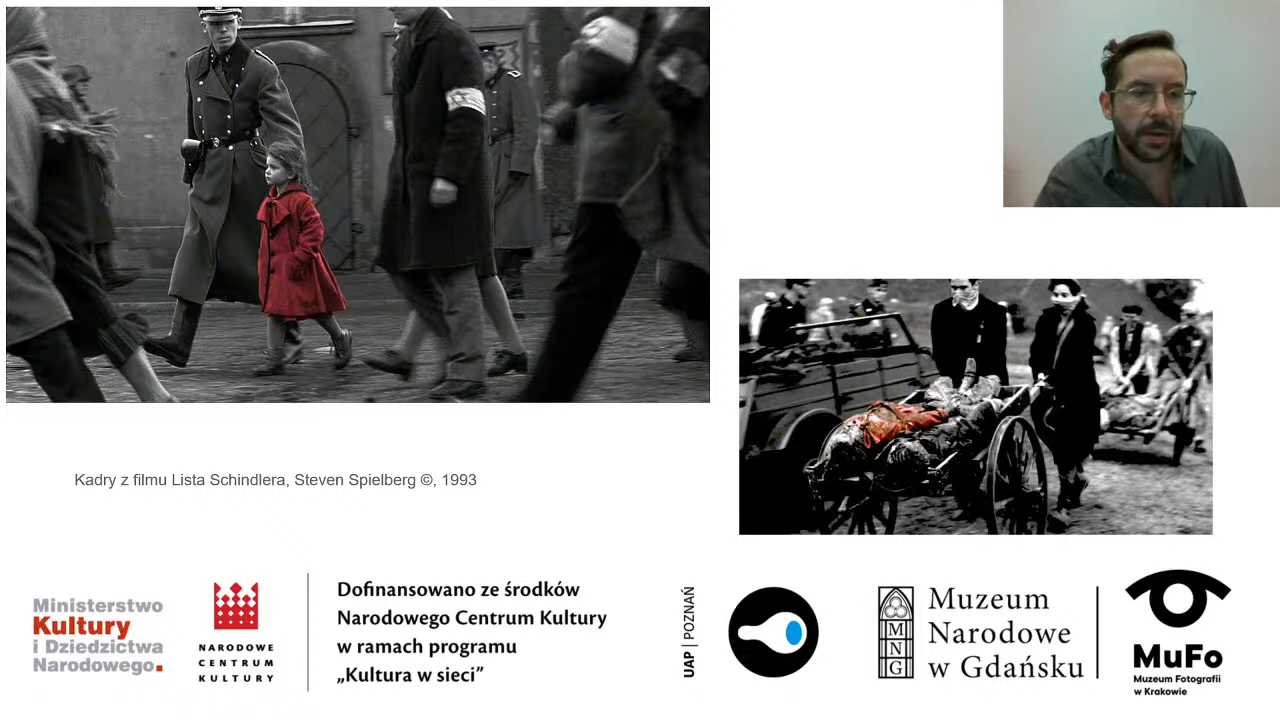 Kadry z filmu Lista Schindlera, Steven Spielberg ©, 1993
Ministerstwo
Kultury
i Dziedzictwa
Narodowego.
NARODOWE
CENTRUM
KULTURY
Dofinansowano ze środków
Narodowego Centrum Kultury
w ramach programu
„Kultura w sieci”
UAP | POZNAŃ
M
N
G
Muzeum
Narodowe
w Gdańsku
MuFo
Muzeum Fotografii
w Krakowie